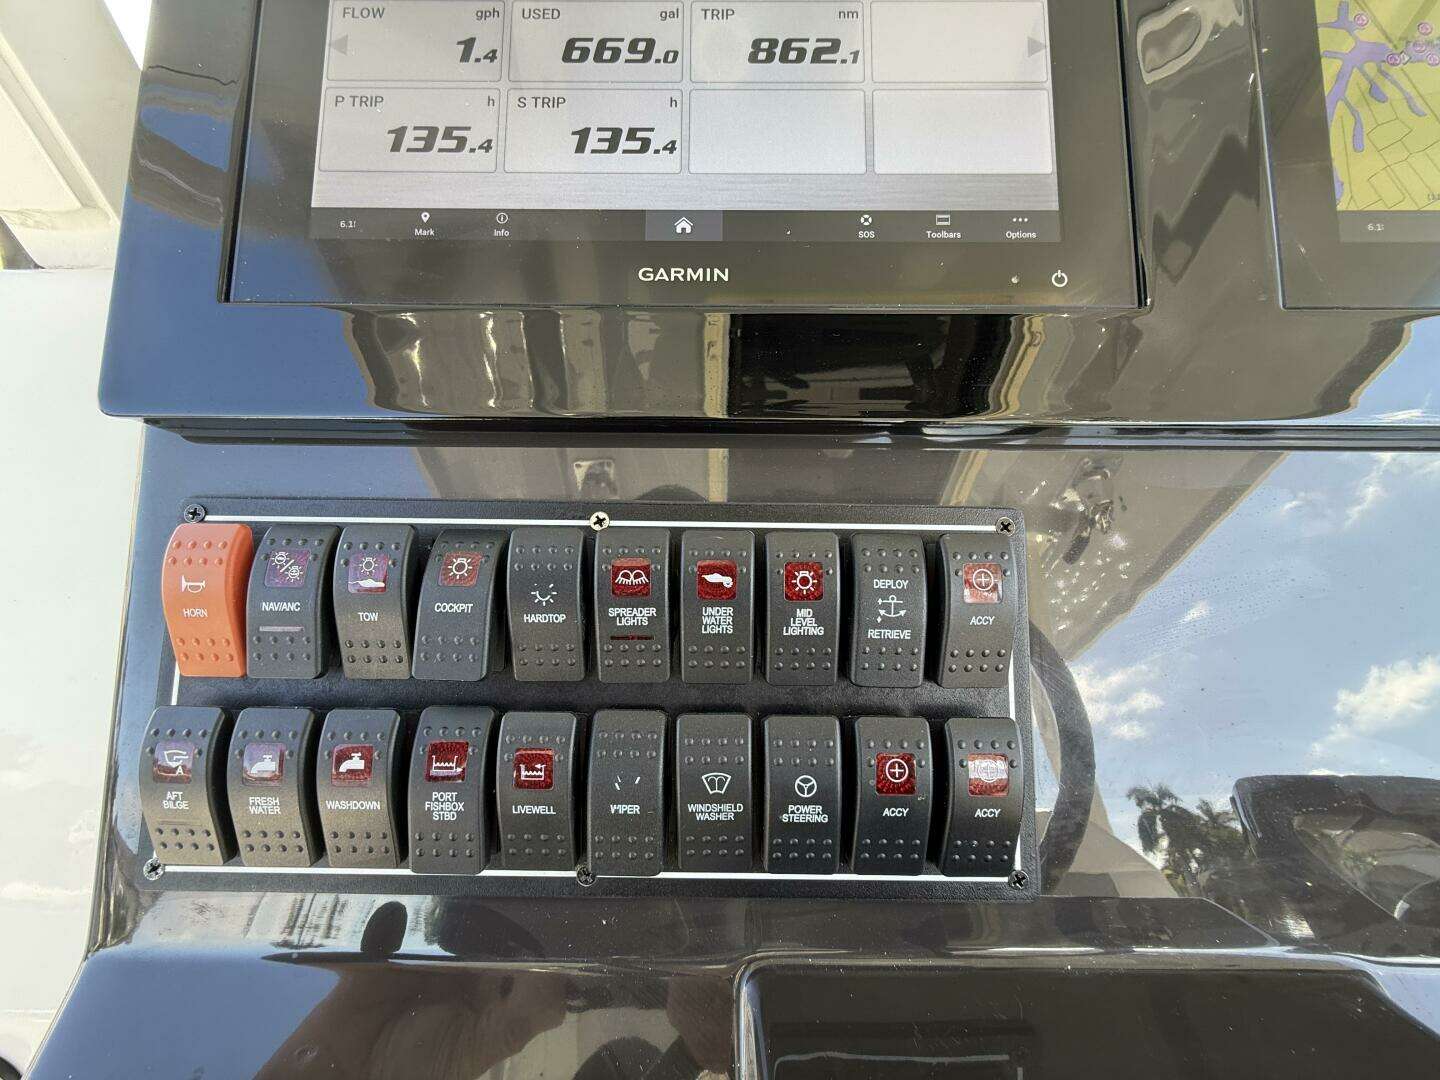 FLOW gph USED gal TRIP nm
1.4 669.0 862.1
P TRIP h S TRIP h
135.4 135.4
Mark Info SOS Toolbars Options
GARMIN
HORN
NAV/ANC
TOW
COCKPIT
HARDTOP
SPREADER
LIGHTS
UNDER
WATER
LIGHTS
MID
LEVEL
LIGHTING
DEPLOY
RETRIEVE
ACCY
A
AFT
BILGE
FRESH
WATER
WASHDOWN
PORT
FISHBOX
STBD
LIVEWELL
WIPER
WINDSHIELD
WASHER
POWER
STEERING
ACCY
ACCY